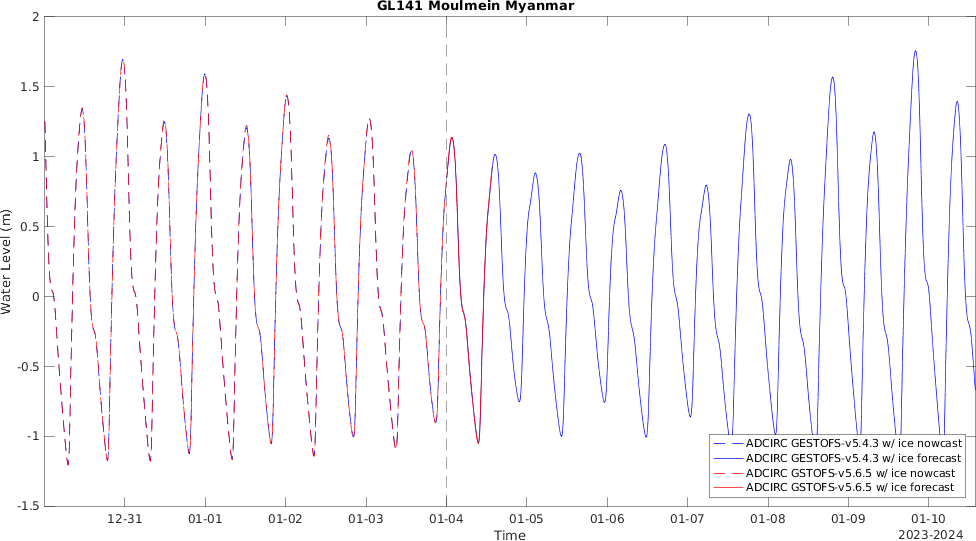 GL141 Moulmein Myanmar
2
1.5
1
0.5
0
-0.5
-1
-1.5
Water Level (m)
ADCIRC GESTOFS-v5.4.3 w/ ice nowcast
ADCIRC GESTOFS-v5.4.3 w/ ice forecast
ADCIRC GSTOFS-v5.6.5 w/ ice nowcast
ADCIRC GSTOFS-v5.6.5 w/ ice forecast
12-31 01-01 01-02 01-03 01-04 01-05 01-06 01-07 01-08 01-09 01-10
Time
2023-2024